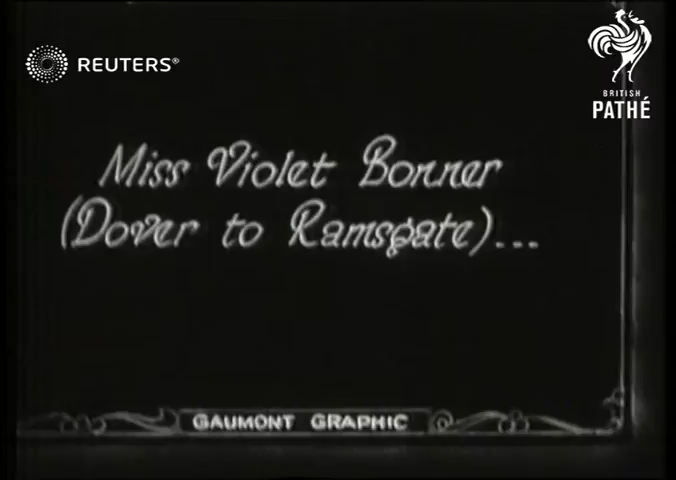 REUTERS®
BRITISH
PATHÉ
Miss Violet Bonner
(Dover to Ramsgate)...
GAUMONT GRAPHIC